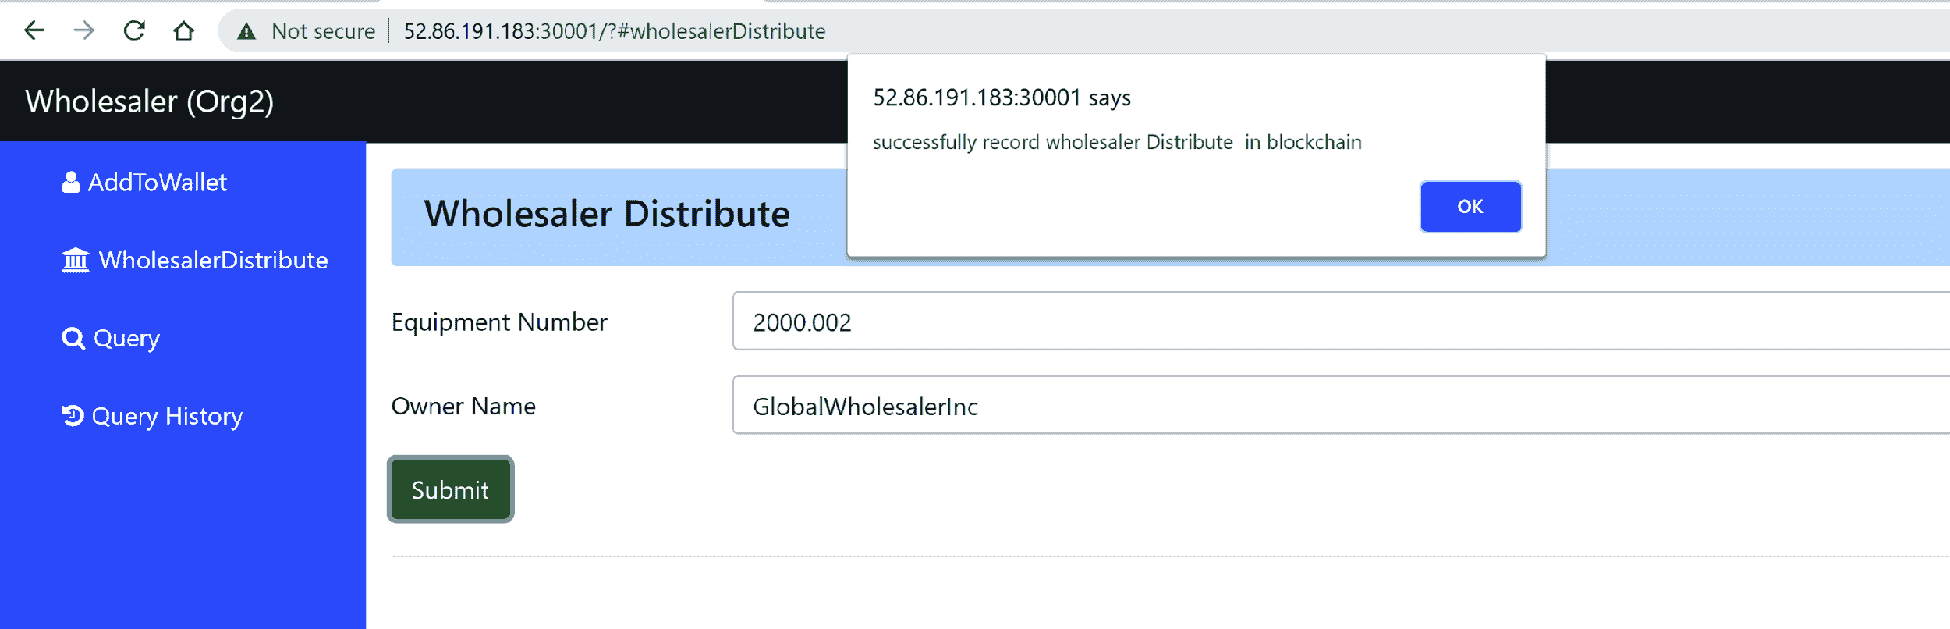 Not secure 52.86.191.183:30001/?#wholesalerDistribute
Wholesaler (Org2)
52.86.191.183:30001 says
successfully record wholesaler Distribute  in blockchain
OK
AddToWallet
WholesalerDistribute
Query
Query History
Wholesaler Distribute
Equipment Number 2000.002
Owner Name GlobalWholesalerInc
Submit